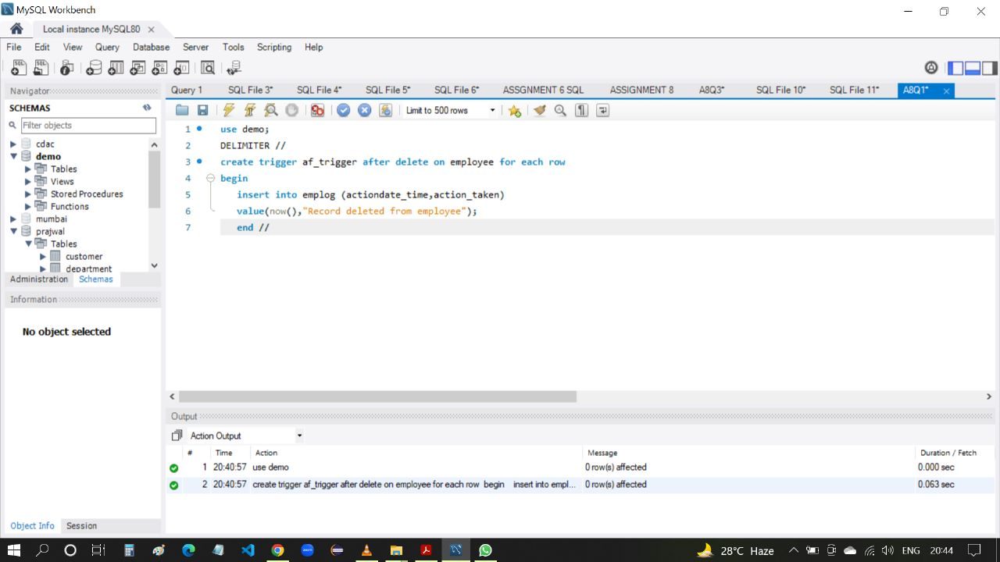 MySQL Workbench
Local instance MySQL80
File Edit View Query Database Server Tools Scripting Help
Navigator
SCHEMAS
Filter objects
cdac
demo
Tables
Views
Stored Procedures
Functions
mumbai
prajwal
Tables
customer
department
Administration Schemas
Information
No object selected
Object Info Session
Query 1 SQL File 3* SQL File 4* SQL File 5* SQL File 6* ASSGNMENT 6 SQL ASSIGNMENT 8 A8Q3* SQL File 10* SQL File 11* A8Q1*
Limit to 500 rows
1 use demo;
2 DELIMITER //
3 create trigger af_trigger after delete on employee for each row
4 begin
5 insert into emplog (actiondate_time,action_taken)
6 value(now(),"Record deleted from employee");
7 end //
Output
Action Output
# Time Action Message Duration / Fetch
1 20:40:57 use demo 0 row(s) affected 0.000 sec
2 20:40:57 create trigger af_trigger after delete on employee for each row begin insert into empl... 0 row(s) affected 0.063 sec
28°C Haze ENG 20:44